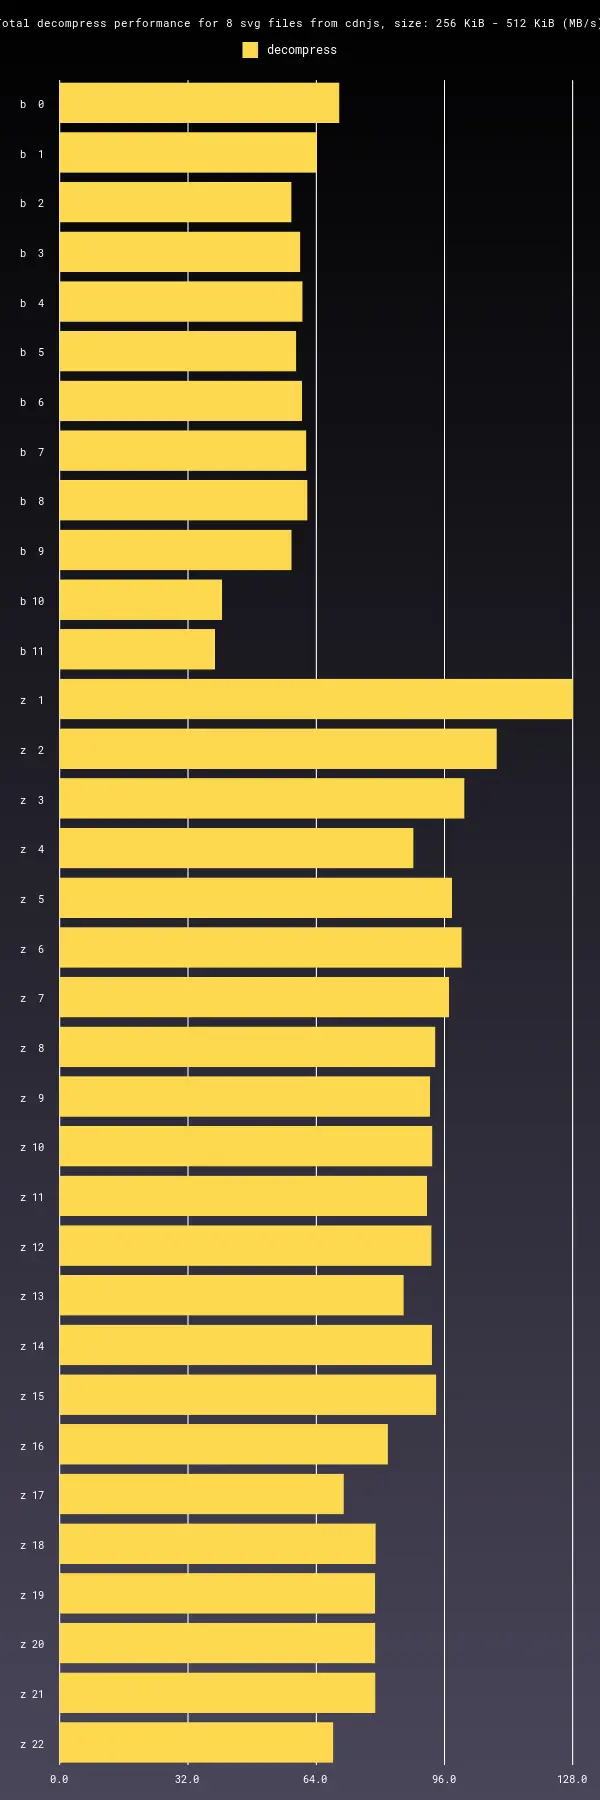 otal decompress performance for 8 svg files from cdnjs, size: 256 KiB - 512 KiB (MB/s)
decompress
b 0
b 1
b 2
b 3
b 4
b 5
b 6
b 7
b 8
b 9
b 10
b 11
z 1
z 2
z 3
z 4
z 5
z 6
z 7
z 8
z 9
z 10
z 11
z 12
z 13
z 14
z 15
z 16
z 17
z 18
z 19
z 20
z 21
z 22
0.0 32.0 64.0 96.0 128.0